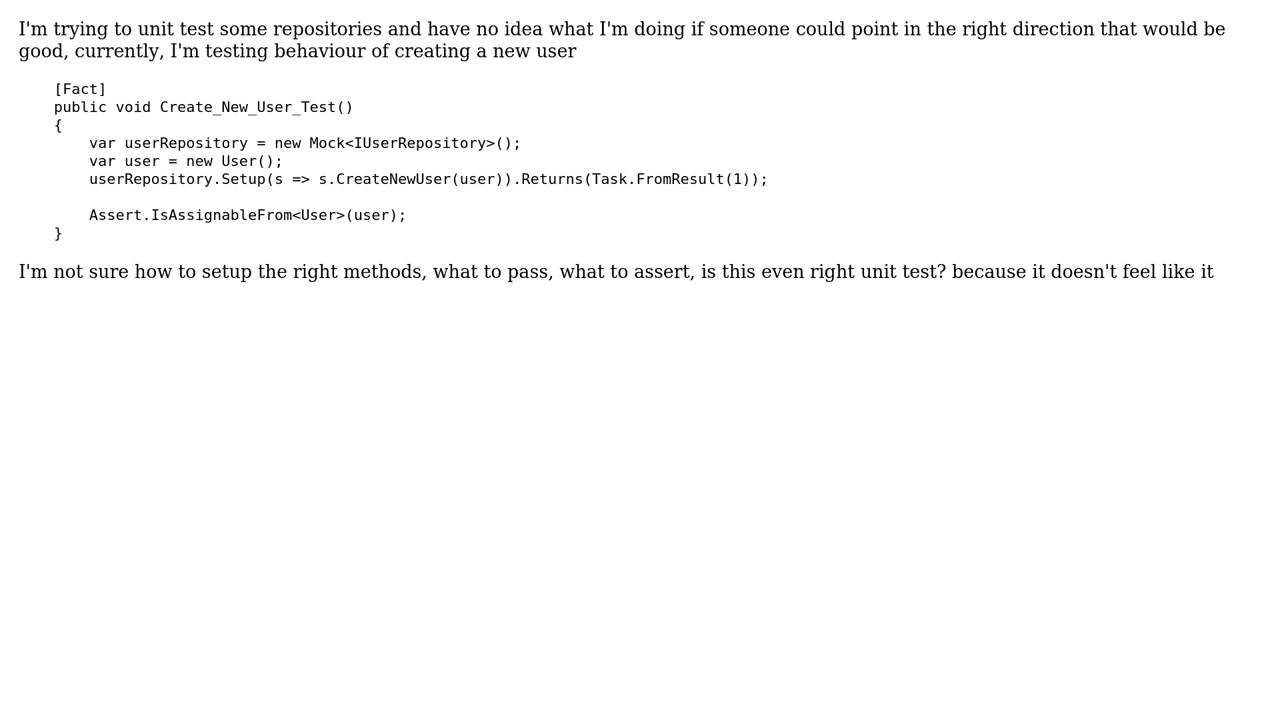 I'm trying to unit test some repositories and have no idea what I'm doing if someone could point in the right direction that would be
good, currently, I'm testing behaviour of creating a new user
[Fact]
public void Create_New_User_Test()
{
    var userRepository = new Mock<IUserRepository>();
    var user = new User();
    userRepository.Setup(s => s.CreateNewUser(user)).Returns(Task.FromResult(1));
    Assert.IsAssignableFrom<User>(user);
}
I'm not sure how to setup the right methods, what to pass, what to assert, is this even right unit test? because it doesn't feel like it